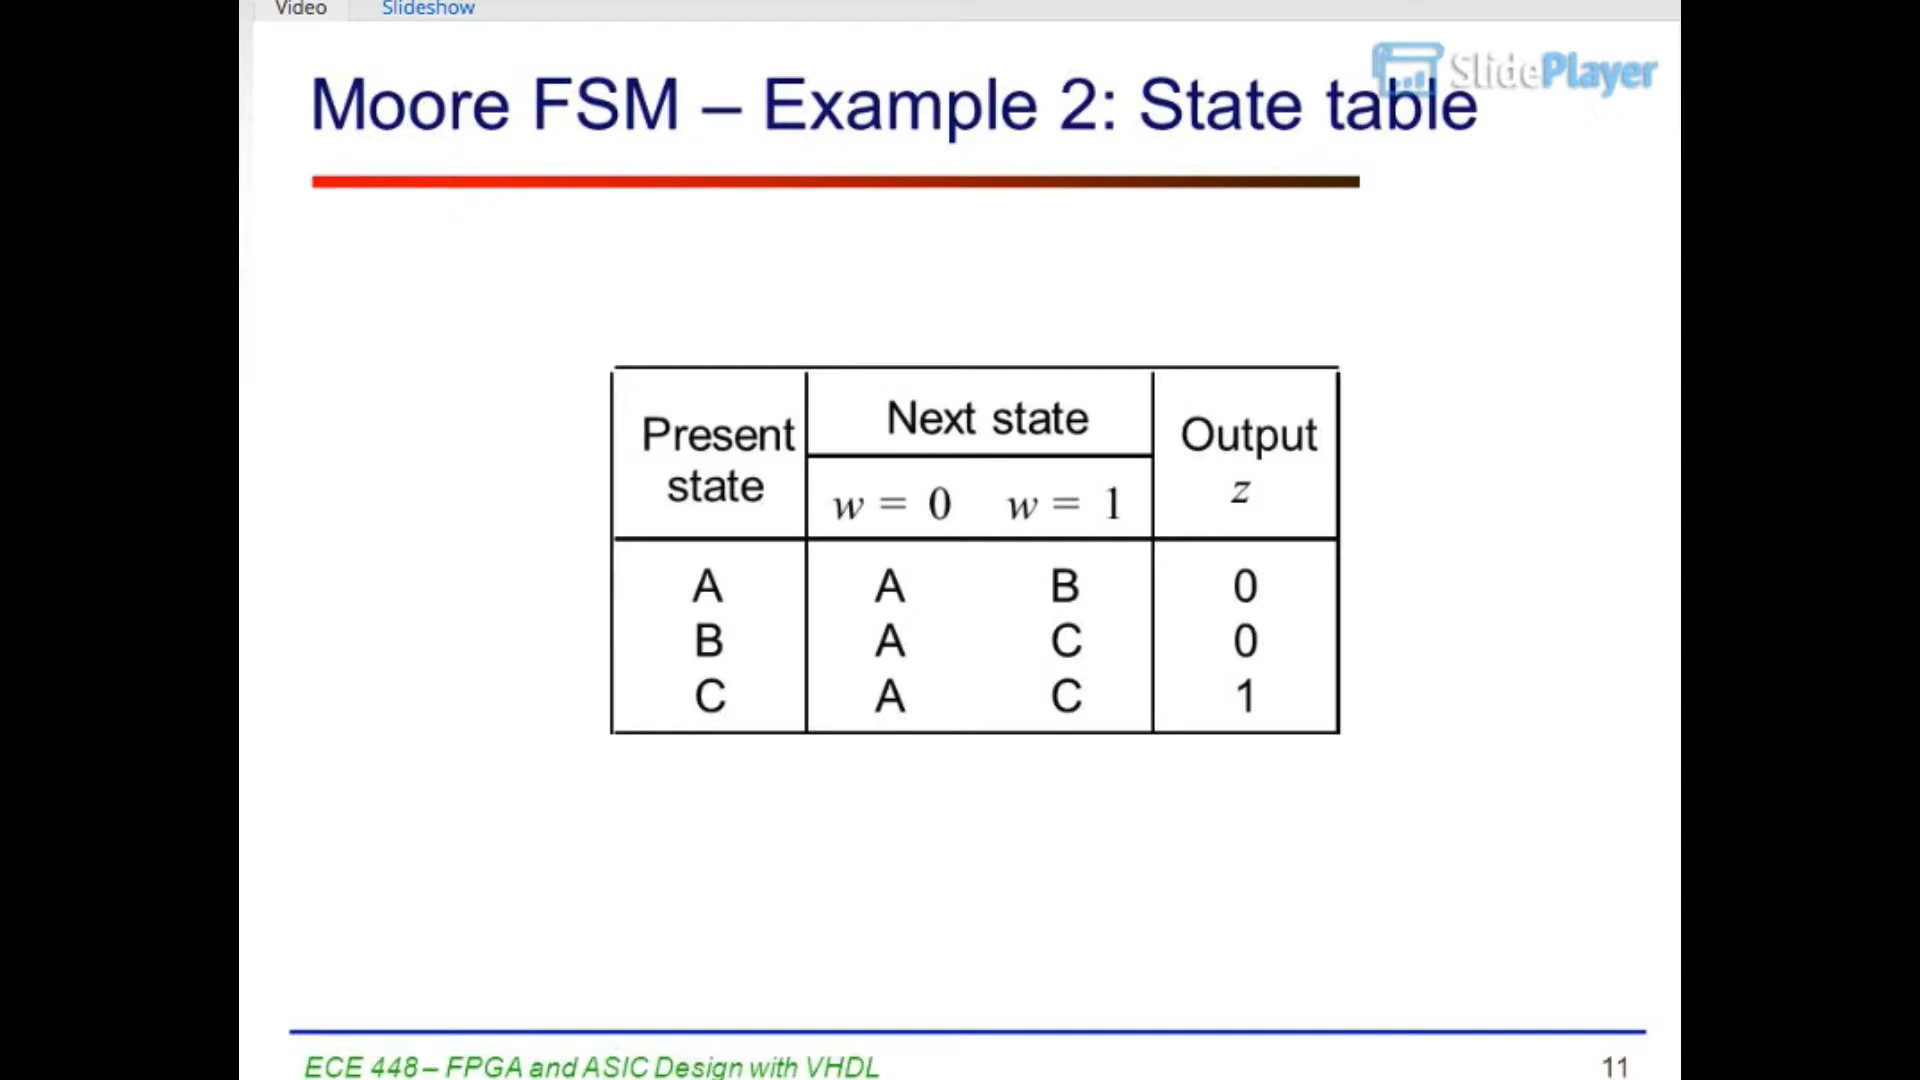 Video Slideshow
SlidePlayer
Moore FSM – Example 2: State table
Present state Next state Output z
w = 0 w = 1
A A B 0
B A C 0
C A C 1
ECE 448 – FPGA and ASIC Design with VHDL 11